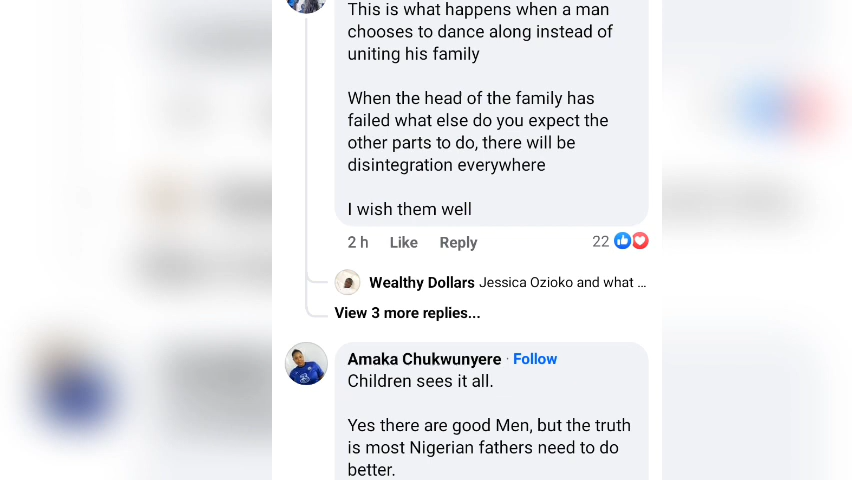 This is what happens when a man
chooses to dance along instead of
uniting his family
When the head of the family has
failed what else do you expect the
other parts to do, there will be
disintegration everywhere
I wish them well
2 h Like Reply 22
Wealthy Dollars Jessica Ozioko and what ...
View 3 more replies...
Amaka Chukwunyere · Follow
Children sees it all.
Yes there are good Men, but the truth
is most Nigerian fathers need to do
better.